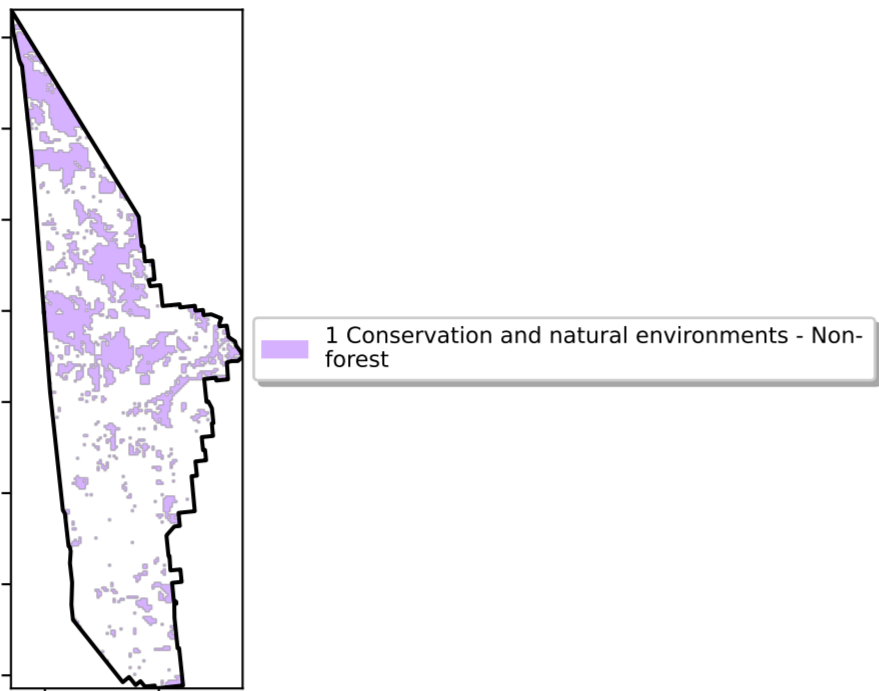 1 Conservation and natural environments - Non-
forest